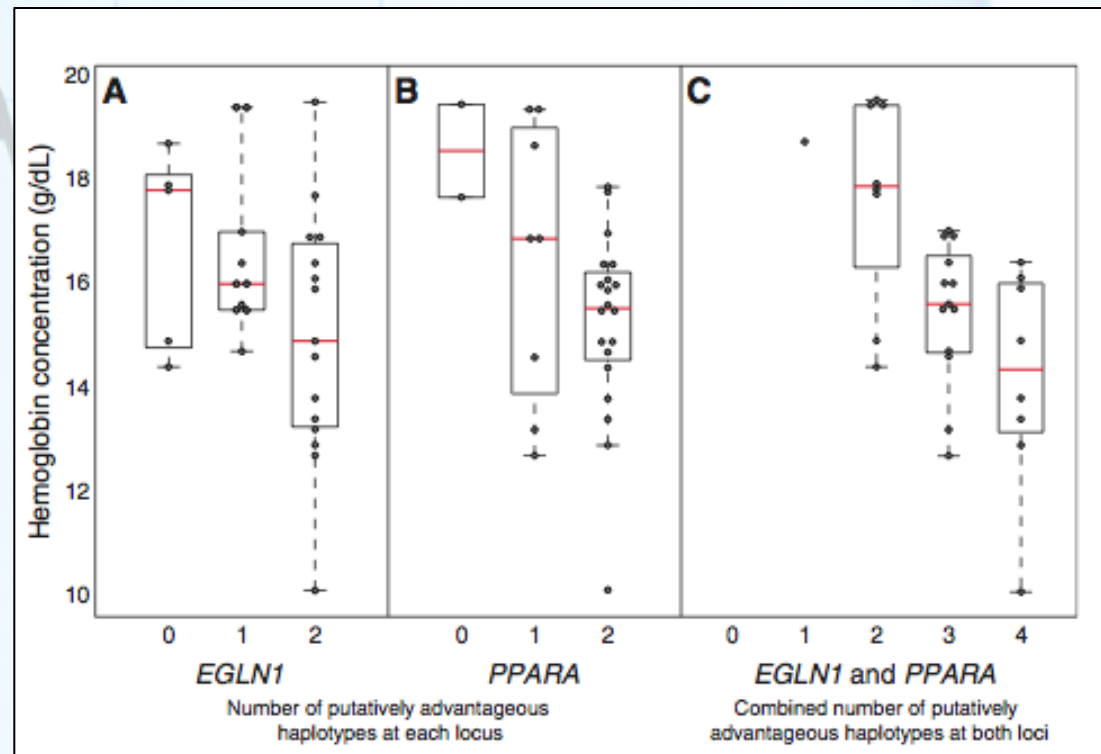 Hemoglobin concentration (g/dL)
20
18
16
14
12
10
A
B
C
0 1 2
0 1 2
0 1 2 3 4
EGLN1
PPARA
EGLN1 and PPARA
Number of putatively advantageous
haplotypes at each locus
Combined number of putatively
advantageous haplotypes at both loci